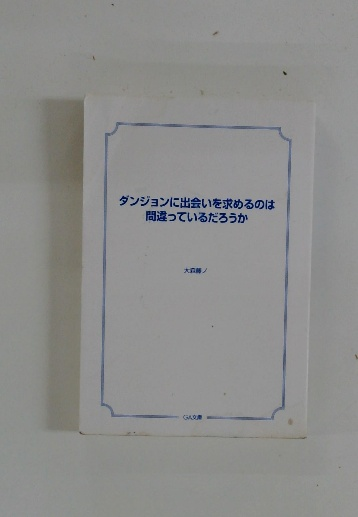 ダンジョンに出会いを求めるのは
間違っているだろうか
大森藤ノ
GA文庫